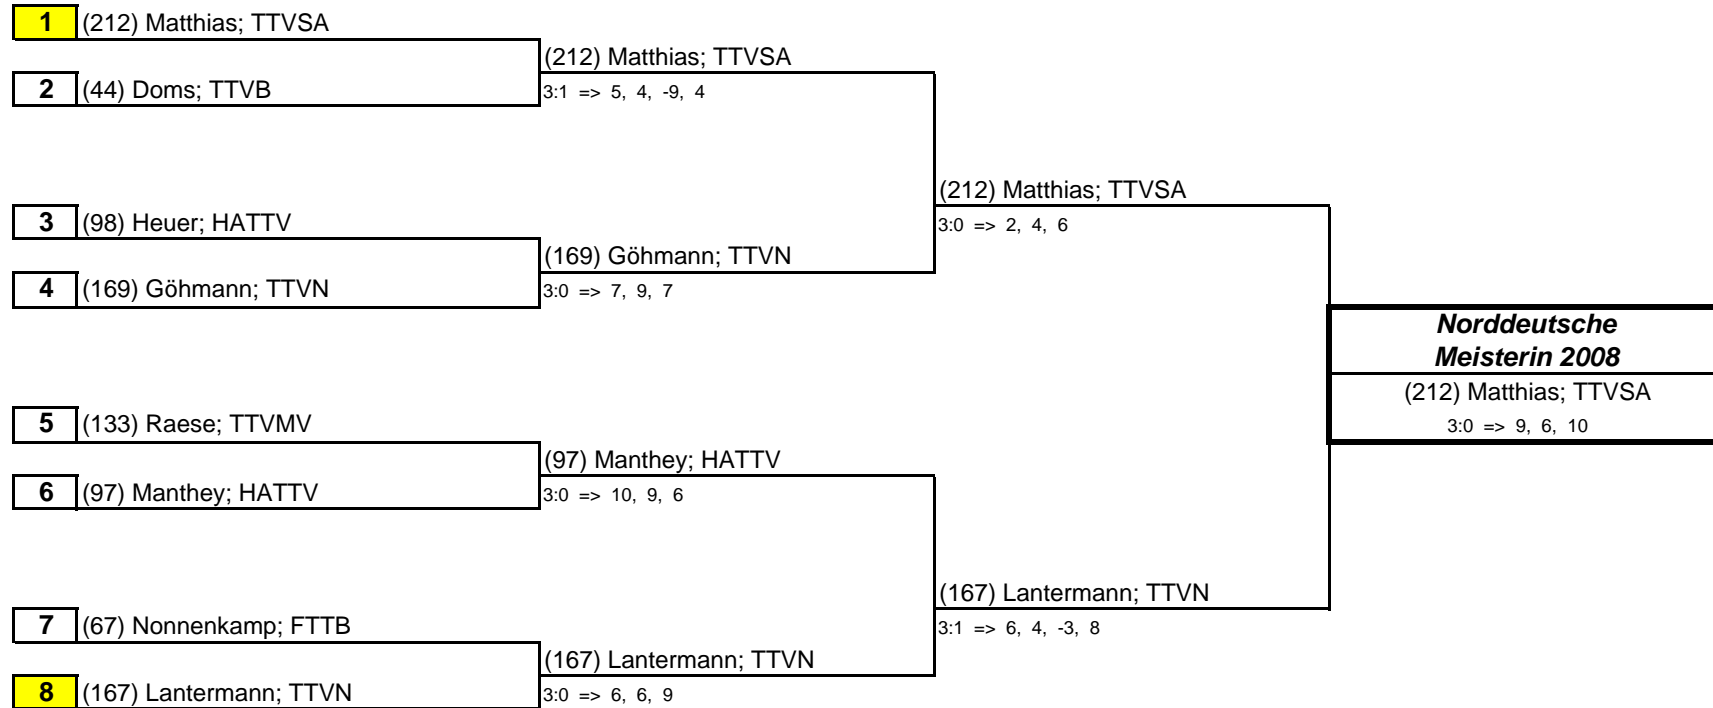 1 (212) Matthias; TTVSA
(212) Matthias; TTVSA
2 (44) Doms; TTVB
3:1 => 5, 4, -9, 4
(212) Matthias; TTVSA
3 (98) Heuer; HATTV
3:0 => 2, 4, 6
(169) Göhmann; TTVN
4 (169) Göhmann; TTVN
3:0 => 7, 9, 7
Norddeutsche
Meisterin 2008
(212) Matthias; TTVSA
3:0 => 9, 6, 10
5 (133) Raese; TTVMV
(97) Manthey; HATTV
6 (97) Manthey; HATTV
3:0 => 10, 9, 6
(167) Lantermann; TTVN
7 (67) Nonnenkamp; FTTB
3:1 => 6, 4, -3, 8
(167) Lantermann; TTVN
8 (167) Lantermann; TTVN
3:0 => 6, 6, 9